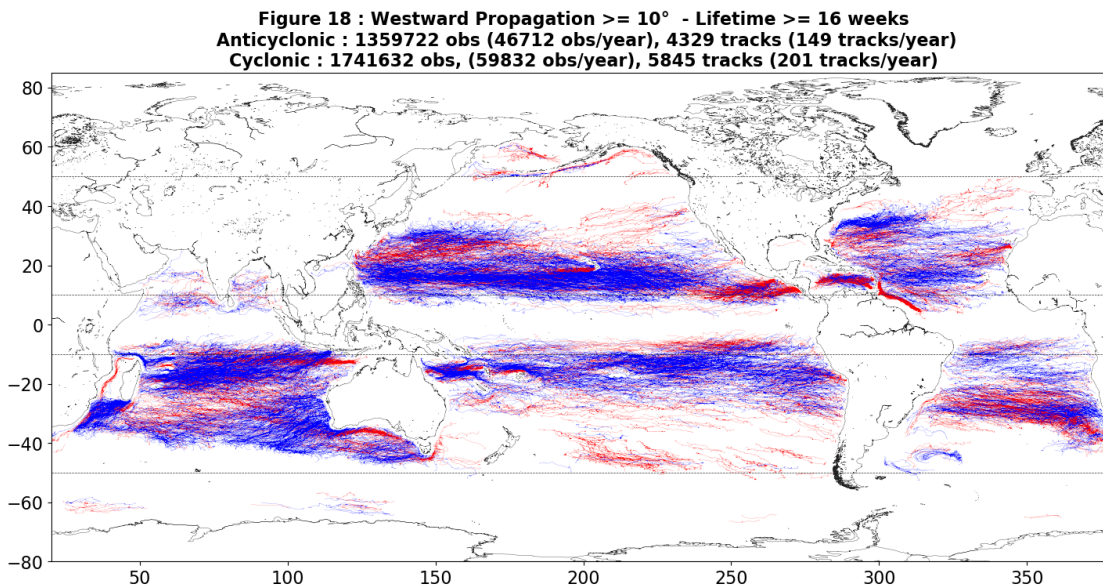 Figure 18 : Westward Propagation >= 10°  - Lifetime >= 16 weeks
Anticyclonic : 1359722 obs (46712 obs/year), 4329 tracks (149 tracks/year)
Cyclonic : 1741632 obs, (59832 obs/year), 5845 tracks (201 tracks/year)
80
60
40
20
0
−20
−40
−60
−80
50 100 150 200 250 300 350